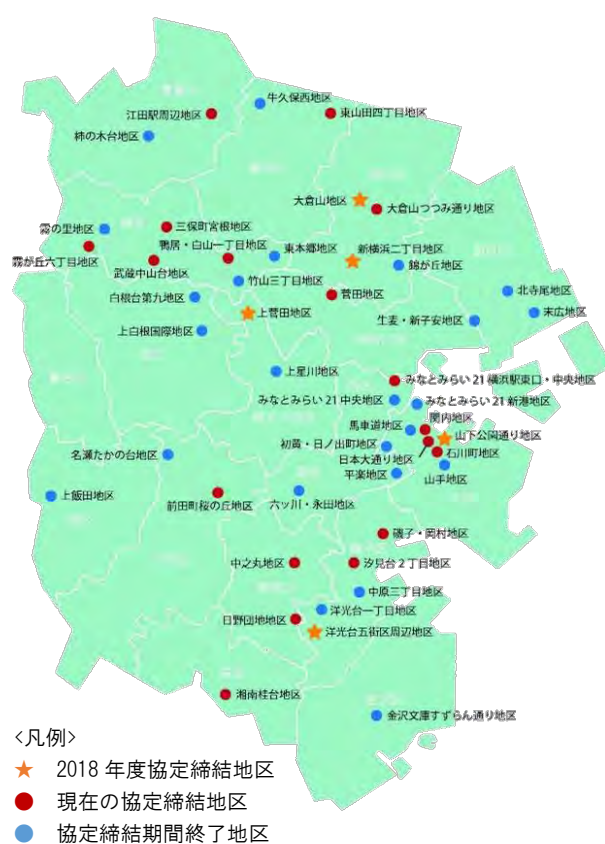 牛久保西地区
江田駅周辺地区
東山田四丁目地区
柿の木台地区
大倉山地区
大倉山つつみ通り地区
霧の里地区
三保町宮根地区
鴨居・白山一丁目地区
東本郷地区
新横浜二丁目地区
霧が丘六丁目地区
武蔵中山台地区
錦が丘地区
竹山三丁目地区
白根台第九地区
菅田地区
北寺尾地区
末広地区
上菅田地区
生麦・新子安地区
上白根国際地区
上星川地区
みなとみらい21横浜駅東口・中央地区
みなとみらい21中央地区
みなとみらい21新港地区
関内地区
馬車道地区
山下公園通り地区
初黄・日ノ出町地区
石川町地区
日本大通り地区
名瀬たかの台地区
平楽地区
山手地区
上飯田地区
前田町桜の丘地区
六ッ川・永田地区
磯子・岡村地区
中之丸地区
汐見台2丁目地区
中原三丁目地区
洋光台一丁目地区
日野団地地区
洋光台五街区周辺地区
湘南桂台地区
金沢文庫すずらん通り地区
<凡例>
2018年度協定締結地区
現在の協定締結地区
協定締結期間終了地区